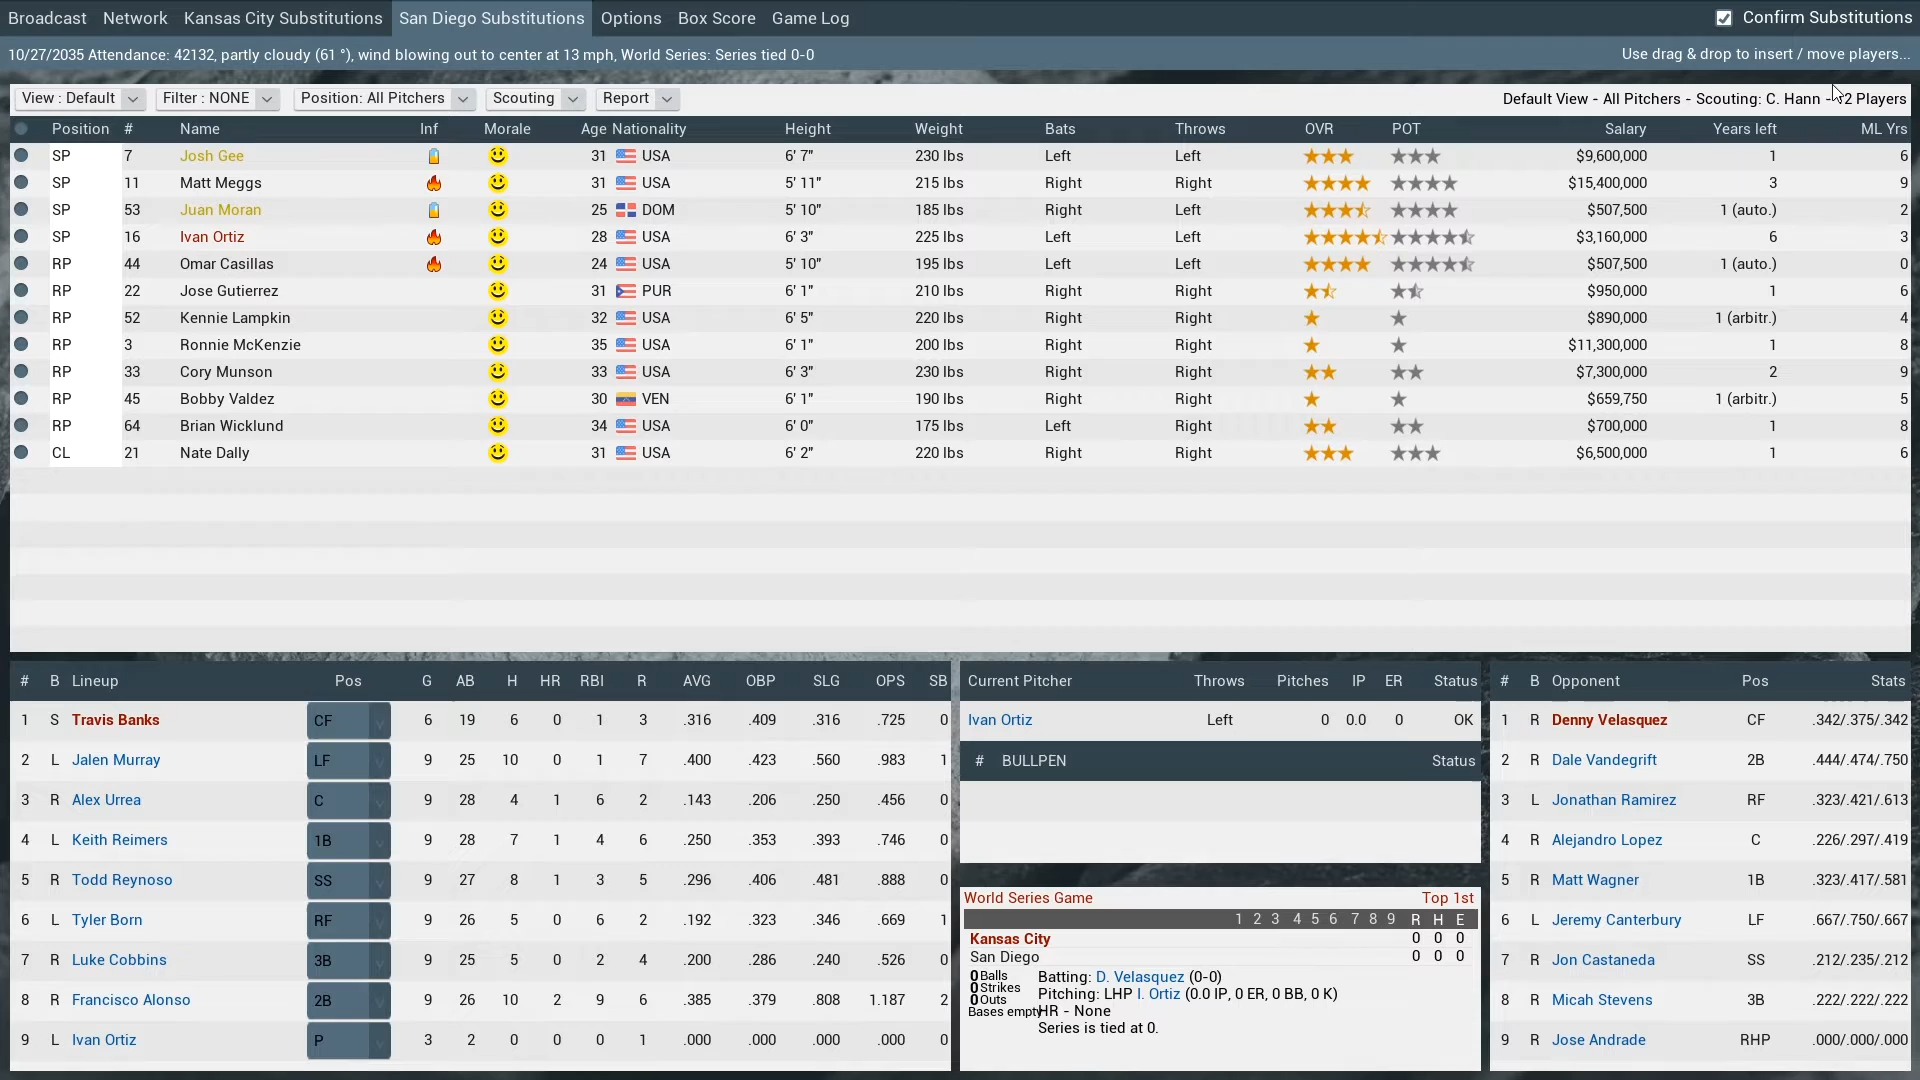 Broadcast Network Kansas City Substitutions San Diego Substitutions Options Box Score Game Log Confirm Substitutions
10/27/2035 Attendance: 42132, partly cloudy (61 °), wind blowing out to center at 13 mph, World Series: Series tied 0-0 Use drag & drop to insert / move players...
View : Default Filter : NONE Position: All Pitchers Scouting Report Default View - All Pitchers - Scouting: C. Hann - 12 Players
Position # Name Inf Morale Age Nationality Height Weight Bats Throws OVR POT Salary Years left ML Yrs
SP 7 Josh Gee 31 USA 6' 7" 230 lbs Left Left $9,600,000 1 6
SP 11 Matt Meggs 31 USA 5' 11" 215 lbs Right Right $15,400,000 3 9
SP 53 Juan Moran 25 DOM 5' 10" 185 lbs Right Left $507,500 1 (auto.) 2
SP 16 Ivan Ortiz 28 USA 6' 3" 225 lbs Left Left $3,160,000 6 3
RP 44 Omar Casillas 24 USA 5' 10" 195 lbs Left Left $507,500 1 (auto.) 0
RP 22 Jose Gutierrez 31 PUR 6' 1" 210 lbs Right Right $950,000 1 6
RP 52 Kennie Lampkin 32 USA 6' 5" 220 lbs Right Right $890,000 1 (arbitr.) 4
RP 3 Ronnie McKenzie 35 USA 6' 1" 200 lbs Right Right $11,300,000 1 8
RP 33 Cory Munson 33 USA 6' 3" 230 lbs Right Right $7,300,000 2 9
RP 45 Bobby Valdez 30 VEN 6' 1" 190 lbs Right Right $659,750 1 (arbitr.) 5
RP 64 Brian Wicklund 34 USA 6' 0" 175 lbs Left Right $700,000 1 8
CL 21 Nate Dally 31 USA 6' 2" 220 lbs Right Right $6,500,000 1 6
# B Lineup Pos G AB H HR RBI R AVG OBP SLG OPS SB
1 S Travis Banks CF 6 19 6 0 1 3 .316 .409 .316 .725 0
2 L Jalen Murray LF 9 25 10 0 1 7 .400 .423 .560 .983 1
3 R Alex Urrea C 9 28 4 1 6 2 .143 .206 .250 .456 0
4 L Keith Reimers 1B 9 28 7 1 4 6 .250 .353 .393 .746 0
5 R Todd Reynoso SS 9 27 8 1 3 5 .296 .406 .481 .888 0
6 L Tyler Born RF 9 26 5 0 6 2 .192 .323 .346 .669 1
7 R Luke Cobbins 3B 9 25 5 0 2 4 .200 .286 .240 .526 0
8 R Francisco Alonso 2B 9 26 10 2 9 6 .385 .379 .808 1.187 2
9 L Ivan Ortiz P 3 2 0 0 0 1 .000 .000 .000 .000 0
Current Pitcher Throws Pitches IP ER Status
Ivan Ortiz Left 0 0.0 0 OK
# BULLPEN Status
World Series Game Top 1st
1 2 3 4 5 6 7 8 9 R H E
Kansas City 0 0 0
San Diego 0 0 0
0 Balls
0 Strikes
0 Outs
Bases empty
Batting: D. Velasquez (0-0)
Pitching: LHP I. Ortiz (0.0 IP, 0 ER, 0 BB, 0 K)
HR - None
Series is tied at 0.
# B Opponent Pos Stats
1 R Denny Velasquez CF .342/.375/.342
2 R Dale Vandegrift 2B .444/.474/.750
3 L Jonathan Ramirez RF .323/.421/.613
4 R Alejandro Lopez C .226/.297/.419
5 R Matt Wagner 1B .323/.417/.581
6 L Jeremy Canterbury LF .667/.750/.667
7 R Jon Castaneda SS .212/.235/.212
8 R Micah Stevens 3B .222/.222/.222
9 R Jose Andrade RHP .000/.000/.000